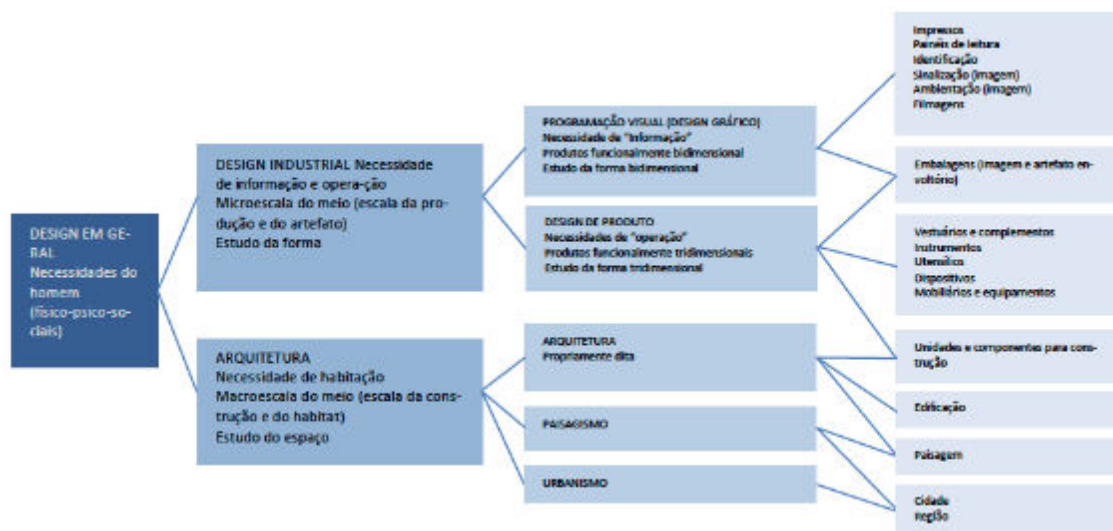 DESIGN EM GE-
RAL
Necessidades do
homem
(físico-psico-so-
ciais)
DESIGN INDUSTRIAL Necessidade
de informação e opera-ção
Microescala do meio (escala da pro-
dução e do artefato)
Estudo da forma
ARQUITETURA
Necessidade de habitação
Macroescala do meio (escala da cons-
trução e do habitat)
Estudo do espaço
PROGRAMAÇÃO VISUAL (DESIGN GRÁFICO)
Necessidade de "Informação"
Produtos funcionalmente bidimensional
Estudo da forma bidimensional
DESIGN DE PRODUTO
Necessidades de "operação"
Produtos funcionalmente tridimensionais
Estudo da forma tridimensional
ARQUITETURA
Propriamente dita
PAISAGISMO
URBANISMO
Impressos
Painéis de leitura
Identificação
Sinalização (imagem)
Ambientação (imagem)
Filmagens
Embalagens (imagem e artefato en-
voltório)
Vestuários e complementos
Instrumentos
Utensílios
Dispositivos
Mobiliários e equipamentos
Unidades e componentes para cons-
trução
Edificação
Paisagem
Cidade
Região